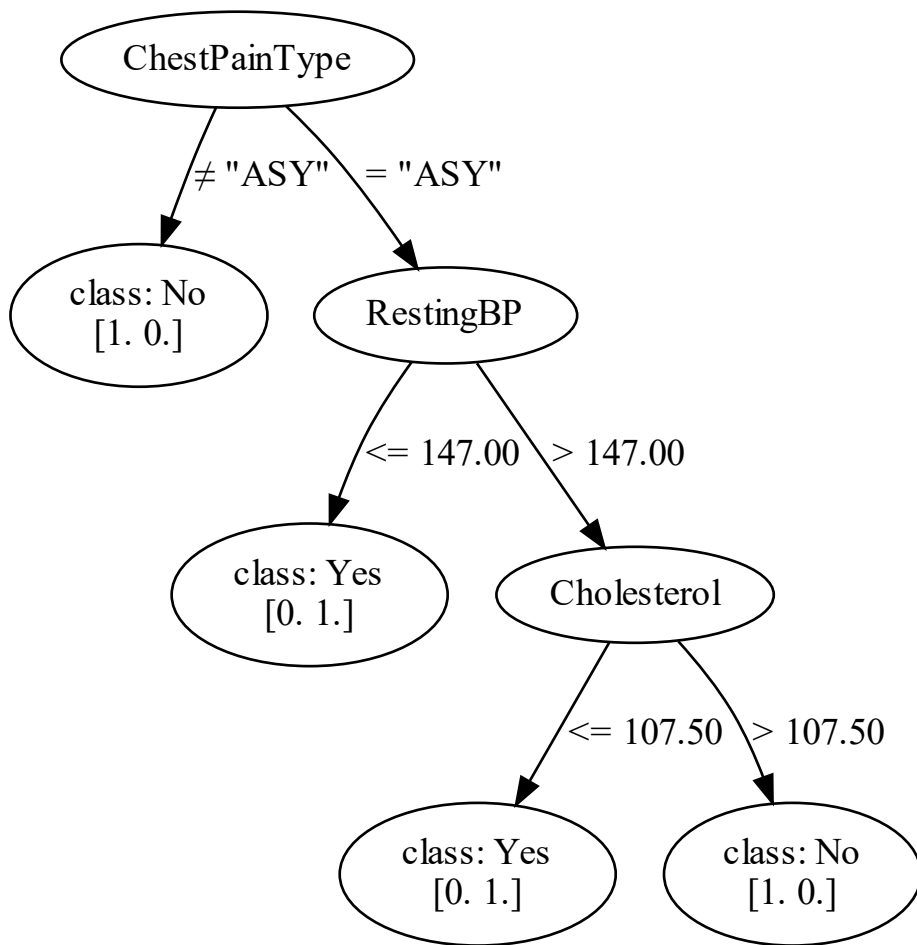 ChestPainType
≠ "ASY"
= "ASY"
class: No
[1. 0.]
RestingBP
<= 147.00
> 147.00
class: Yes
[0. 1.]
Cholesterol
<= 107.50
> 107.50
class: Yes
[0. 1.]
class: No
[1. 0.]